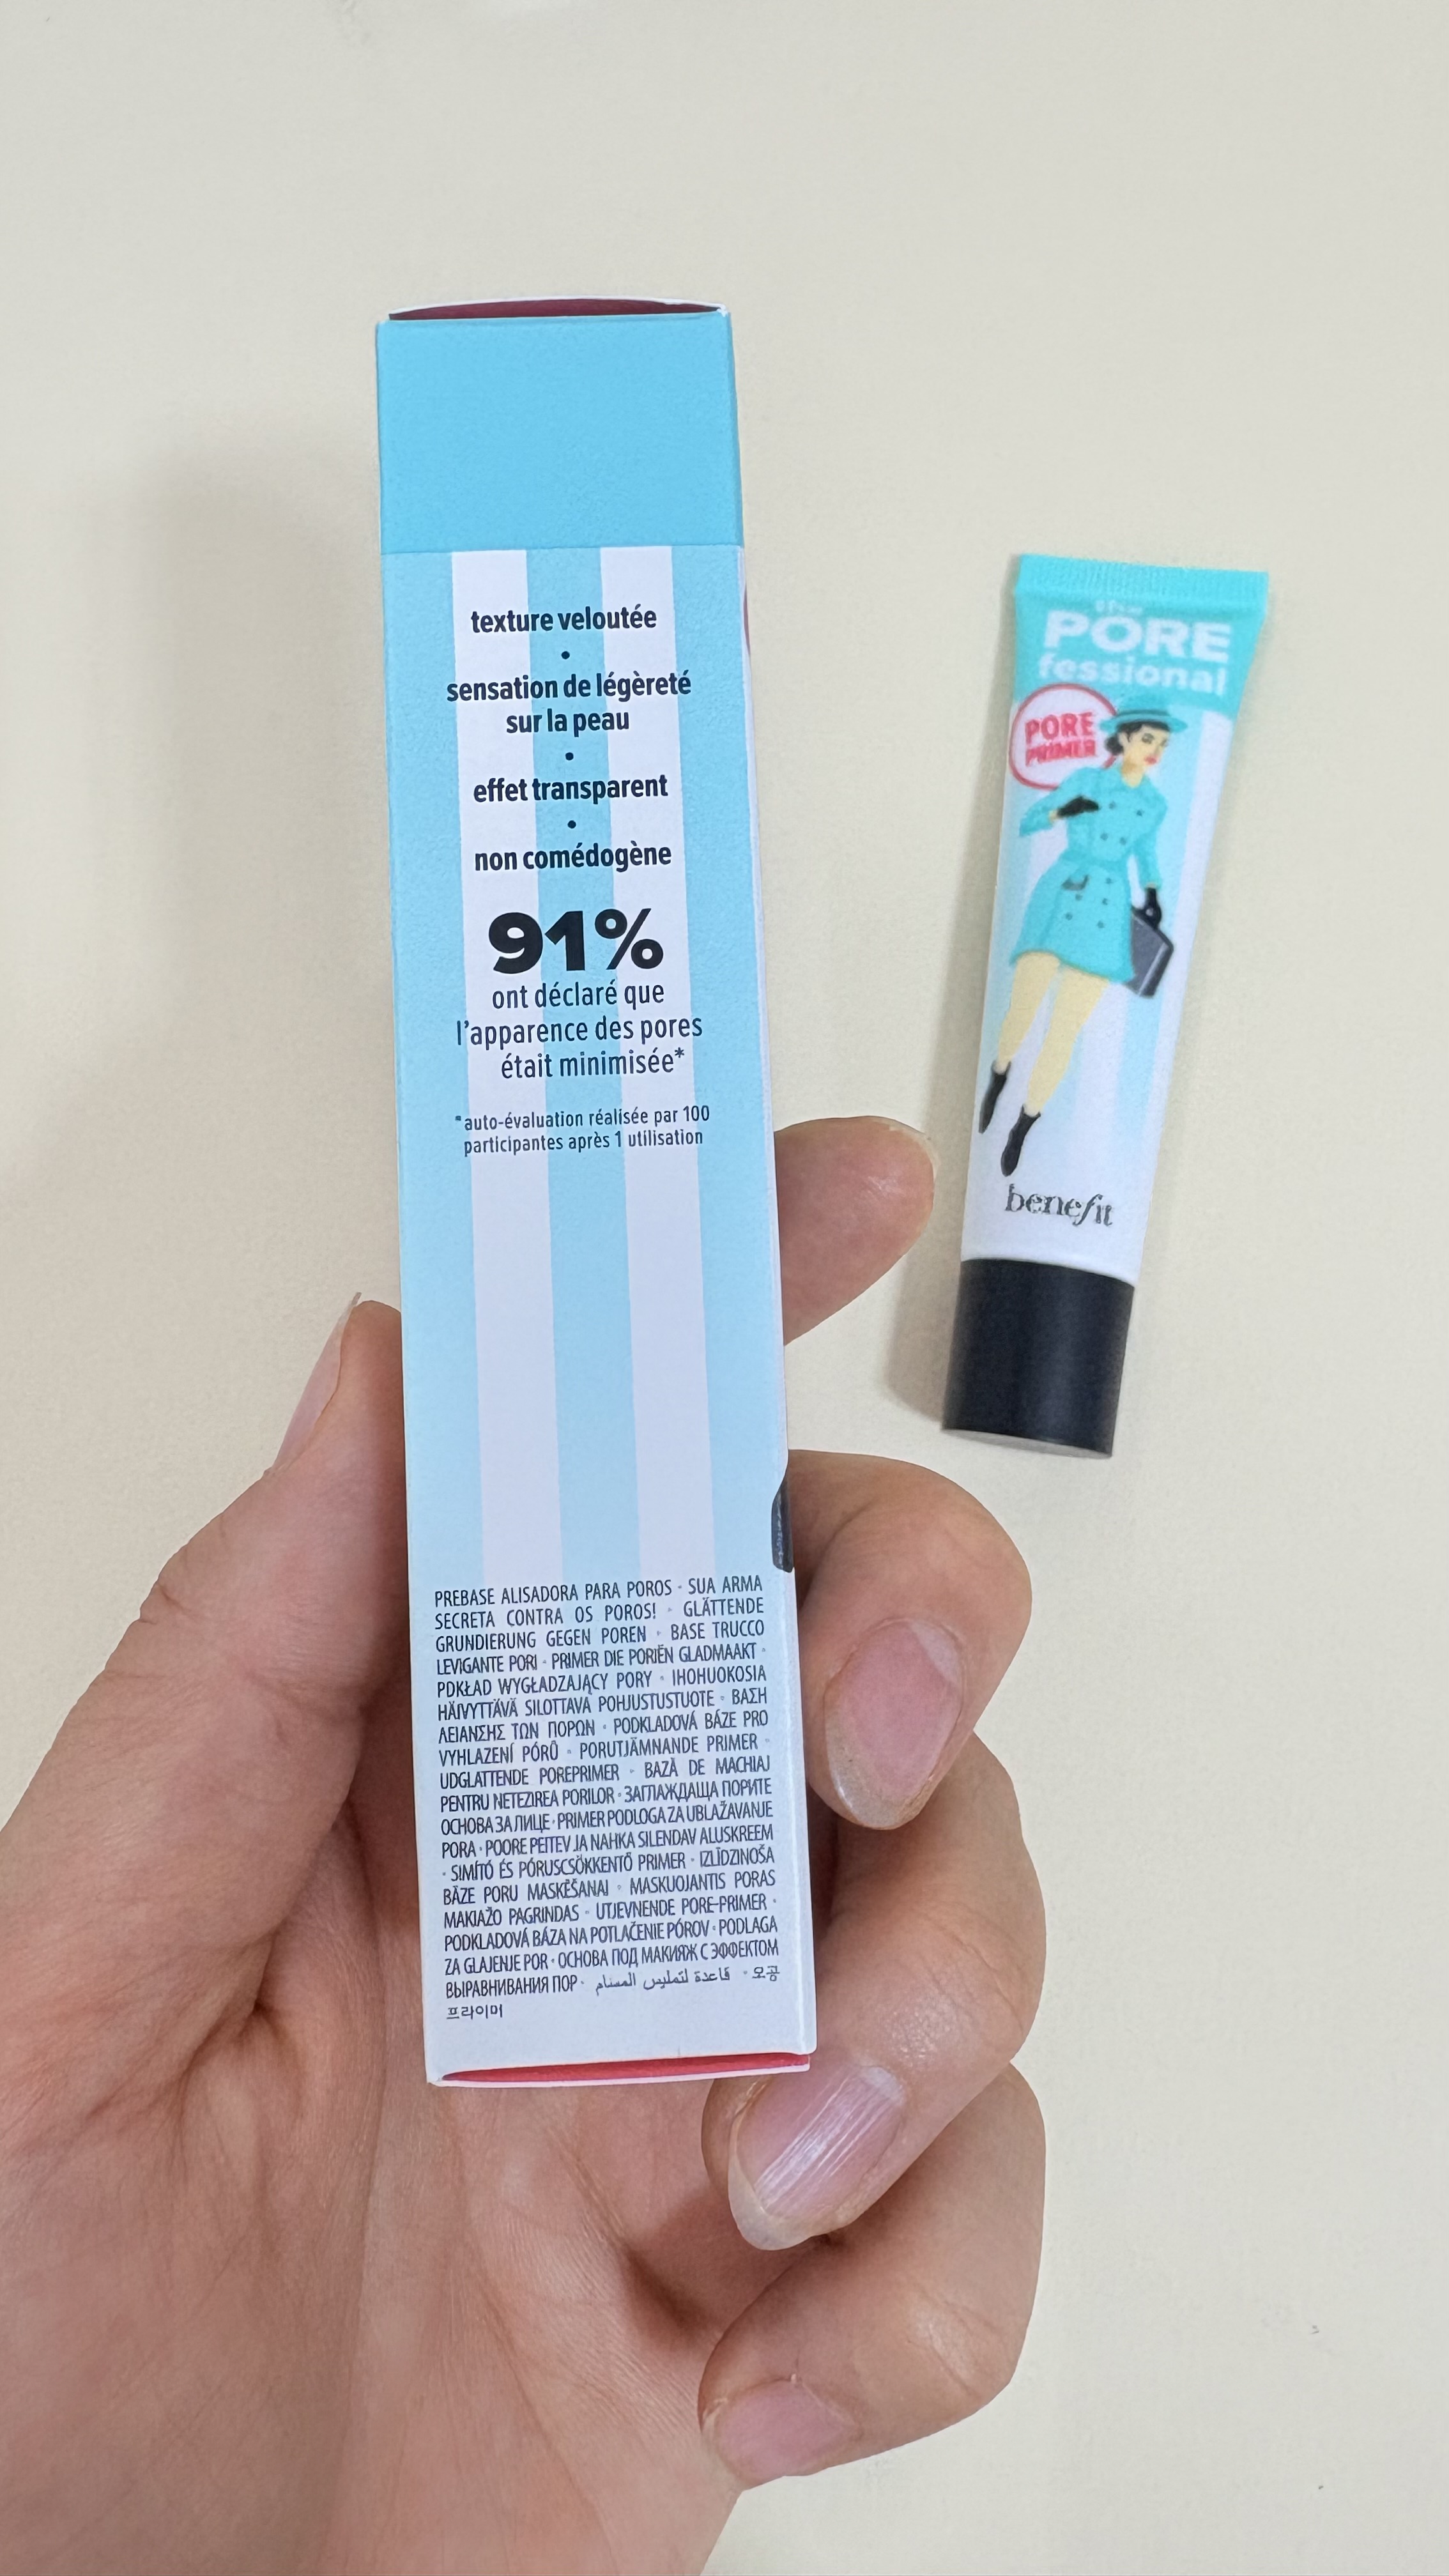 texture veloutée
•
sensation de légèreté
sur la peau
•
effet transparent
•
non comédogène
91%
ont déclaré que
l'apparence des pores
était minimisée*
*auto-évaluation réalisée par 100
participantes après 1 utilisation
PREBASE ALISADORA PARA POROS · SUA ARMA
SECRETA CONTRA OS POROS! · GLÄTTENDE
GRUNDIERUNG GEGEN POREN · BASE TRUCCO
LEVIGANTE PORI · PRIMER DIE PORIËN GLADMAAKT ·
PDKŁAD WYGŁADZAJĄCY PORY · IHOHUOKOSIA
HÄIVYTTÄVÄ SILOTTAVA POHJUSTUSTUOTE · ΒΑΣΗ
ΛΕΙΑΝΣΗΣ ΤΩΝ ΠΟΡΩΝ · PODKLADOVÁ BÁZE PRO
VYHLAZENÍ PÓRŮ · PORUTJÄMNANDE PRIMER ·
UDGLATTENDE POREPRIMER · BAZĂ DE MACHIAJ
PENTRU NETEZIREA PORILOR · ЗАГЛАЖДАЩА ПОРИТЕ
ОСНОВА ЗА ЛИЦЕ · PRIMER PODLOGA ZA UBLAŽAVANJE
PORA · POORE PEITEV JA NAHKA SILENDAV ALUSKREEM
· SIMÍTÓ ÉS PÓRUSCSÖKKENTŐ PRIMER · IZLĪDZINOŠA
BĀZE PORU MASKĒŠANAI · MASKUOJANTIS PORAS
MAKIAŽO PAGRINDAS · UTJEVNENDE PORE-PRIMER ·
PODKLADOVÁ BÁZA NA POTLAČENIE PÓROV · PODLAGA
ZA GLAJENJE POR · ОСНОВА ПОД МАКИЯЖ С ЭФФЕКТОМ
ВЫРАВНИВАНИЯ ПОР · قاعدة لتمليس المسام · 모공
프라이머
the
PORE
fessional
PORE
PRIMER
benefit